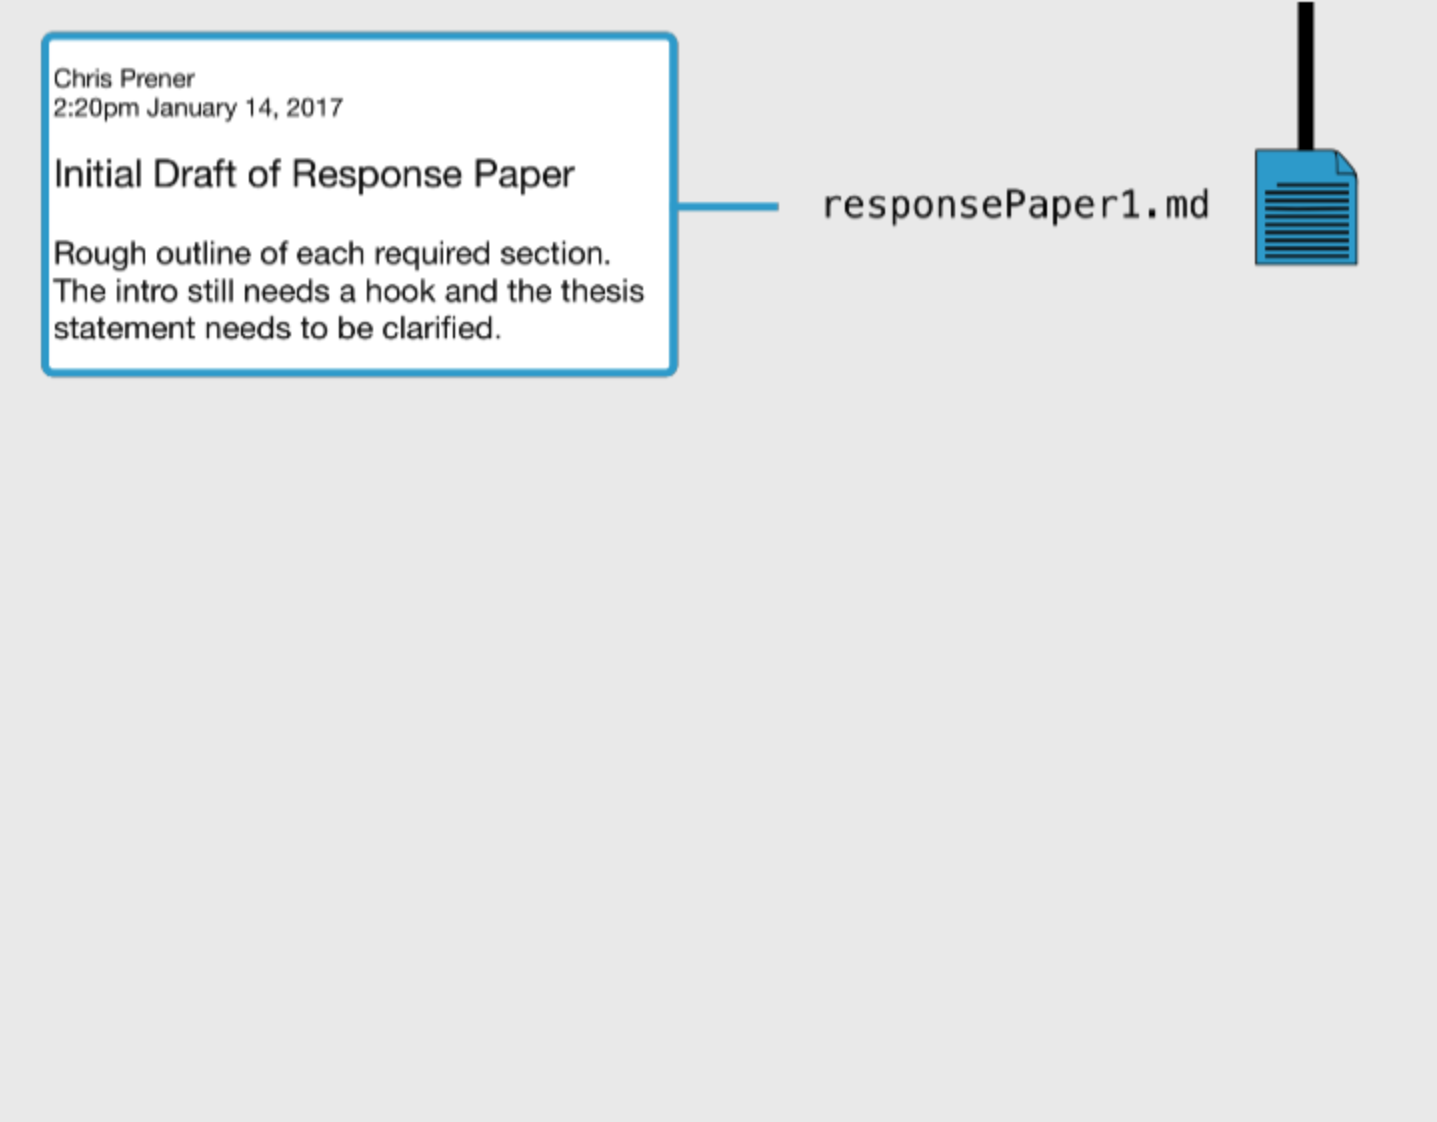 Chris Prener
2:20pm January 14, 2017
Initial Draft of Response Paper
Rough outline of each required section.
The intro still needs a hook and the thesis
statement needs to be clarified.
responsePaper1.md